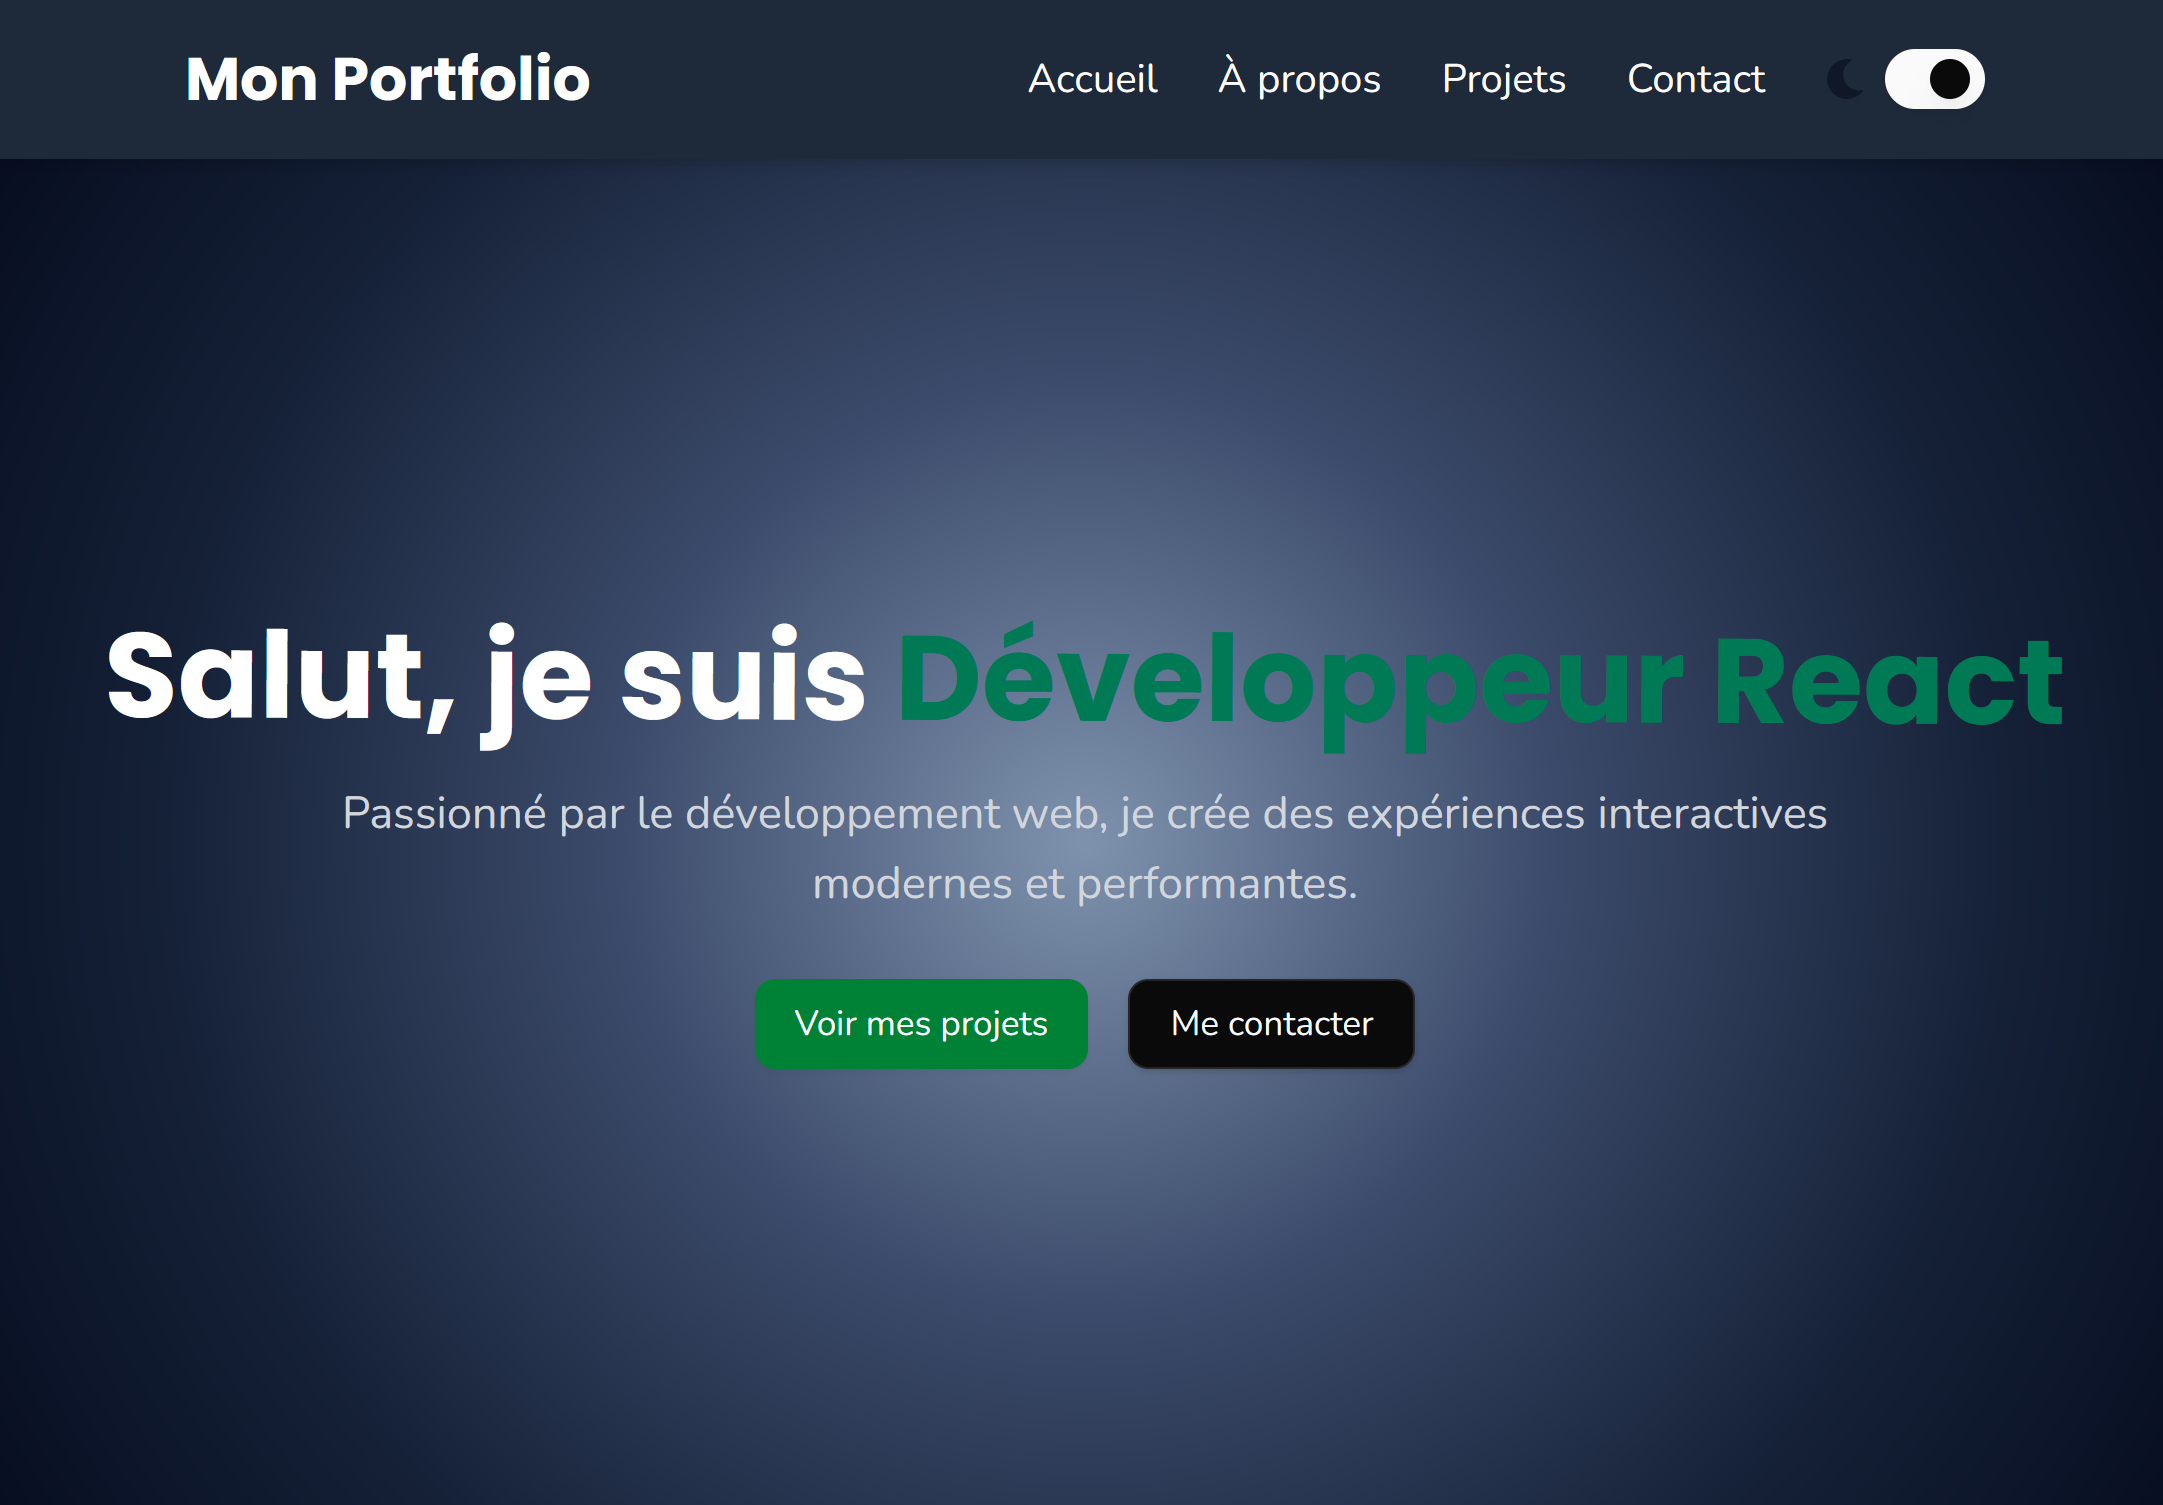 Mon Portfolio
Accueil
À propos
Projets
Contact
Salut, je suis Développeur React
Passionné par le développement web, je crée des expériences interactives
modernes et performantes.
Voir mes projets
Me contacter